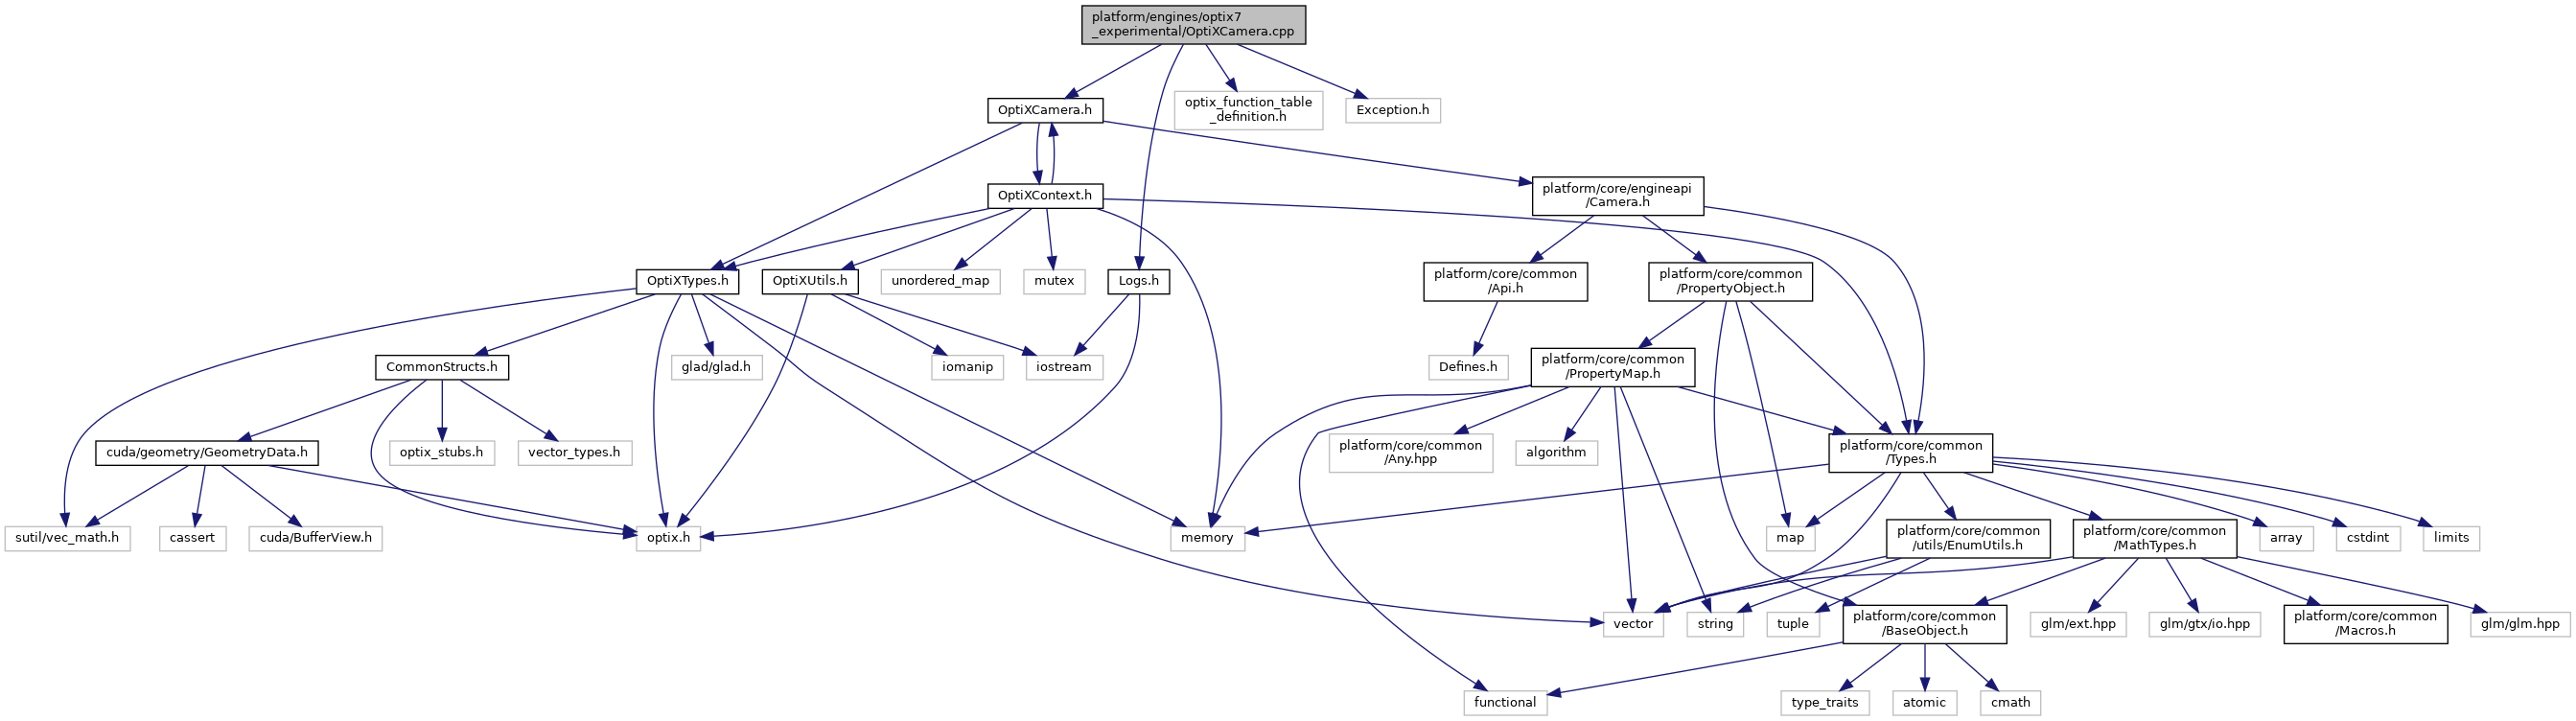 platform/engines/optix7
_experimental/OptiXCamera.cpp
OptiXCamera.h
optix_function_table
_definition.h
Exception.h
OptiXContext.h
platform/core/engineapi
/Camera.h
OptiXTypes.h
OptiXUtils.h
unordered_map
mutex
Logs.h
platform/core/common
/Api.h
platform/core/common
/PropertyObject.h
CommonStructs.h
glad/glad.h
iomanip
iostream
Defines.h
platform/core/common
/PropertyMap.h
cuda/geometry/GeometryData.h
optix_stubs.h
vector_types.h
platform/core/common
/Any.hpp
algorithm
platform/core/common
/Types.h
sutil/vec_math.h
cassert
cuda/BufferView.h
optix.h
memory
map
platform/core/common
/utils/EnumUtils.h
platform/core/common
/MathTypes.h
array
cstdint
limits
vector
string
tuple
platform/core/common
/BaseObject.h
glm/ext.hpp
glm/gtx/io.hpp
platform/core/common
/Macros.h
glm/glm.hpp
functional
type_traits
atomic
cmath